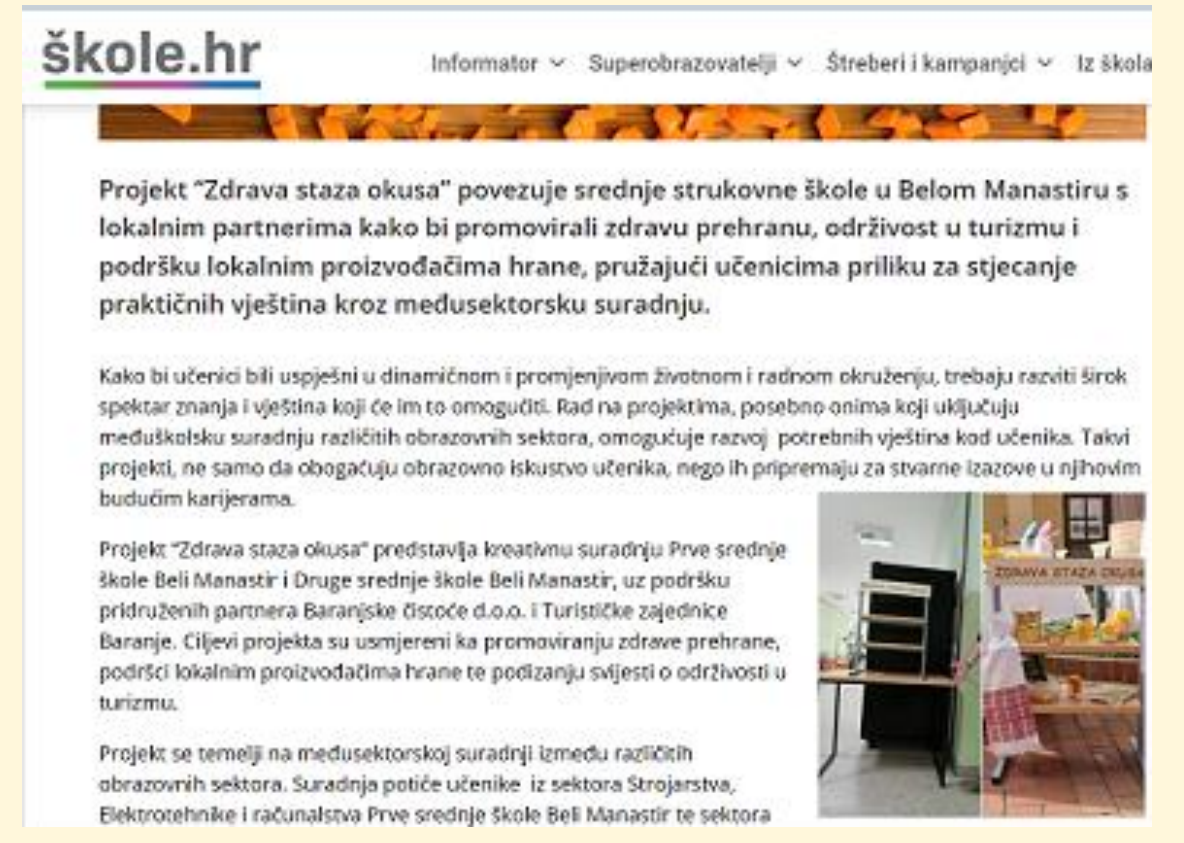 škole.hr
Informator Superobrazovatelji Štreberi i kampanjci Iz škola
Projekt “Zdrava staza okusa” povezuje srednje strukovne škole u Belom Manastiru s
lokalnim partnerima kako bi promovirali zdravu prehranu, održivost u turizmu i
podršku lokalnim proizvođačima hrane, pružajući učenicima priliku za stjecanje
praktičnih vještina kroz međusektorsku suradnju.
Kako bi učenici bili uspješni u dinamičnom i promjenjivom životnom i radnom okruženju, trebaju razviti širok
spektar znanja i vještina koji će im to omogućiti. Rad na projektima, posebno onima koji uključuju
međuškolsku suradnju različitih obrazovnih sektora, omogućuje razvoj potrebnih vještina kod učenika. Takvi
projekti, ne samo da obogaćuju obrazovno iskustvo učenika, nego ih pripremaju za stvarne izazove u njihovim
budućim karijerama.
Projekt “Zdrava staza okusa” predstavlja kreativnu suradnju Prve srednje
škole Beli Manastir i Druge srednje škole Beli Manastir, uz podršku
pridruženih partnera Baranjske čistoće d.o.o. i Turističke zajednice
Baranje. Ciljevi projekta su usmjereni ka promoviranju zdrave prehrane,
podršci lokalnim proizvođačima hrane te podizanju svijesti o održivosti u
turizmu.
ZDRAVA STAZA OKUSA
Projekt se temelji na međusektorskoj suradnji između različitih
obrazovnih sektora. Suradnja potiče učenike iz sektora Strojarstva,
Elektrotehnike i računalstva Prve srednje škole Beli Manastir te sektora